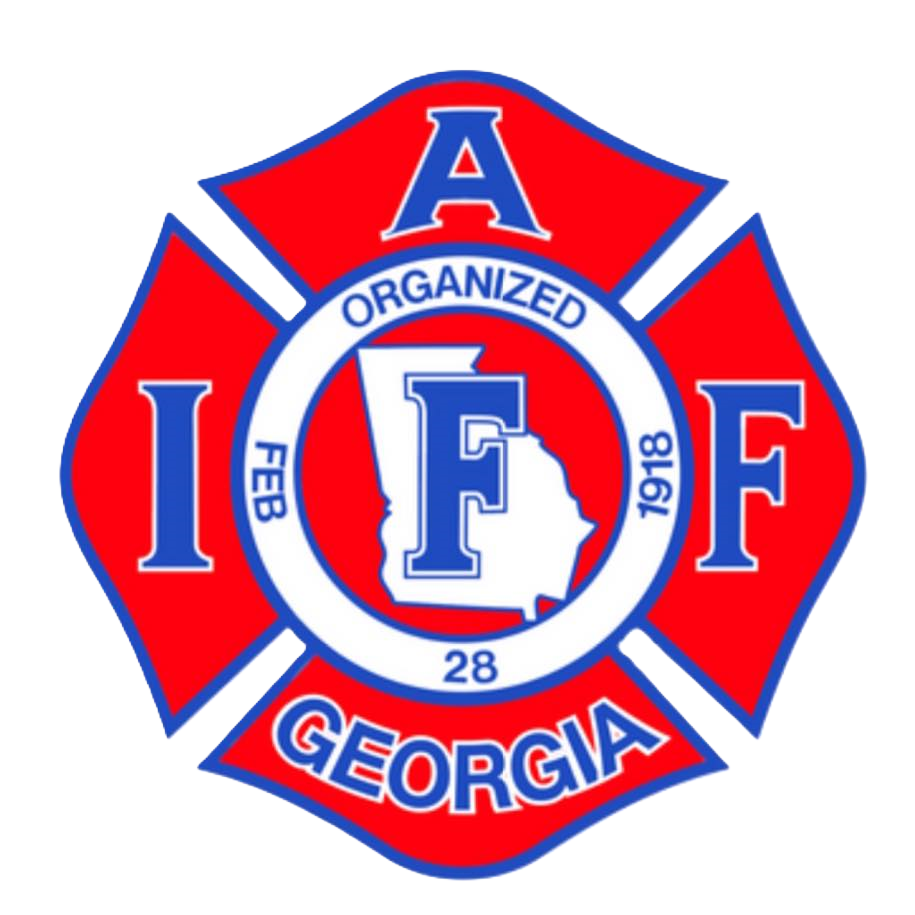 A
ORGANIZED
I
F
F
FEB
1918
28
GEORGIA